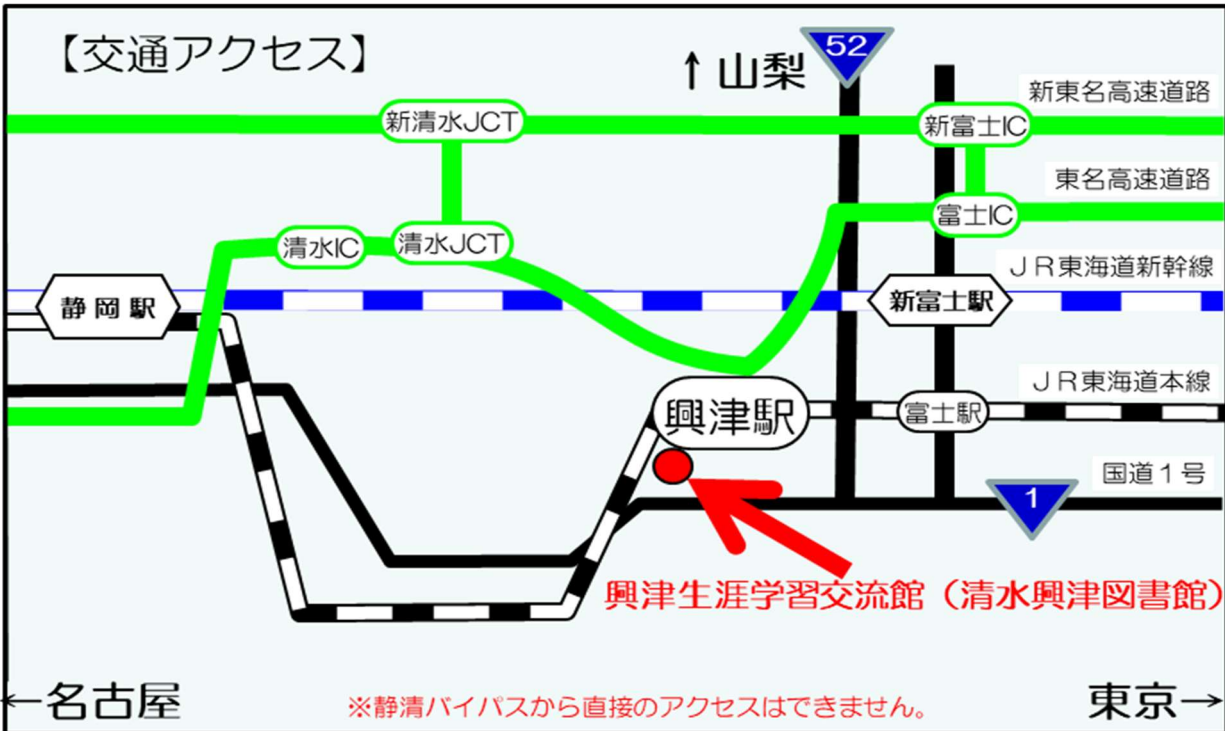 【交通アクセス】
↑山梨
52
新東名高速道路
新清水JCT
新富士IC
東名高速道路
富士IC
清水IC
清水JCT
JR東海道新幹線
静岡駅
新富士駅
JR東海道本線
興津駅
富士駅
国道1号
1
興津生涯学習交流館（清水興津図書館）
←名古屋
※静清バイパスから直接のアクセスはできません。
東京→